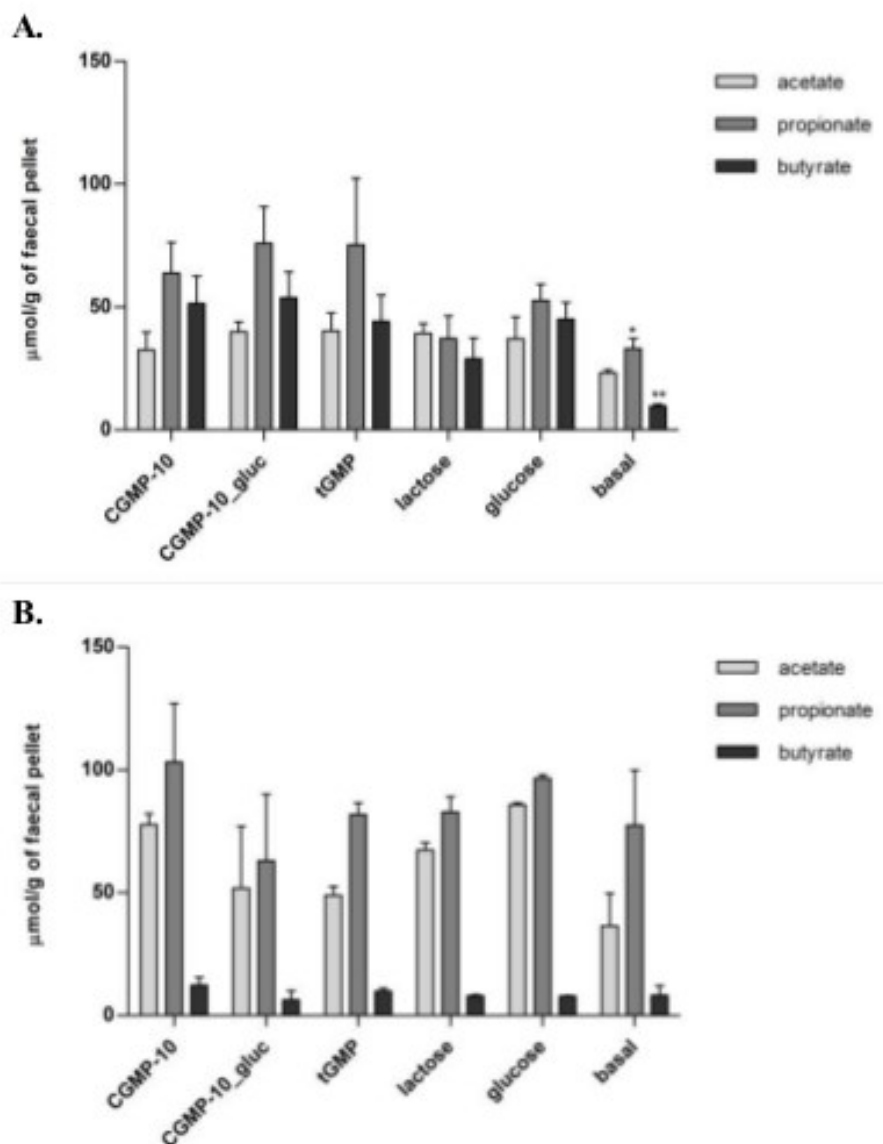 A.
150
100
50
0
µmol/g of faecal pellet
acetate
propionate
butyrate
*
**
CGMP-10
CGMP-10_gluc
tGMP
lactose
glucose
basal
B.
150
100
50
0
µmol/g of faecal pellet
acetate
propionate
butyrate
CGMP-10
CGMP-10_gluc
tGMP
lactose
glucose
basal